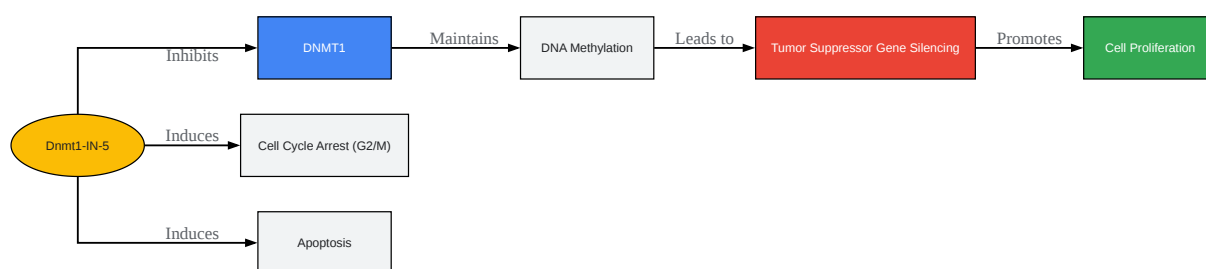 DNMT1
Maintains
DNA Methylation
Leads to
Tumor Suppressor Gene Silencing
Promotes
Cell Proliferation
Inhibits
Dnmt1-IN-5
Induces
Cell Cycle Arrest (G2/M)
Induces
Apoptosis